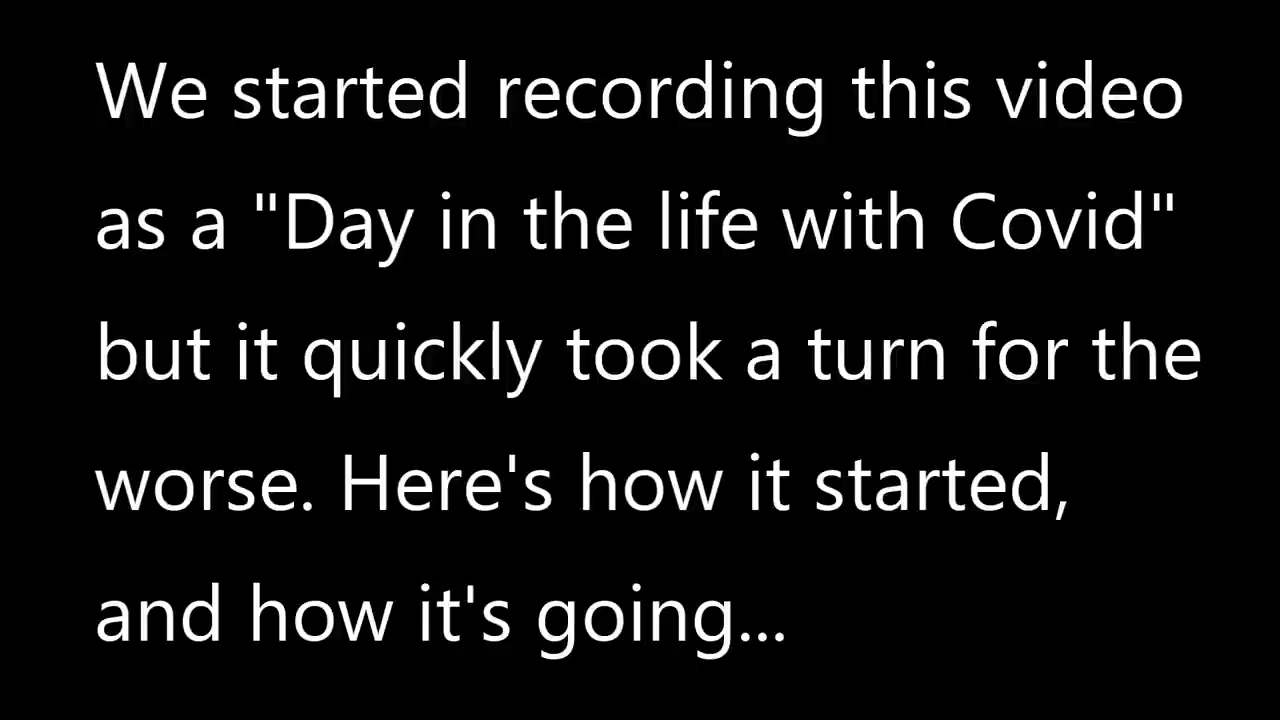 We started recording this video
as a "Day in the life with Covid"
but it quickly took a turn for the
worse. Here's how it started,
and how it's going...